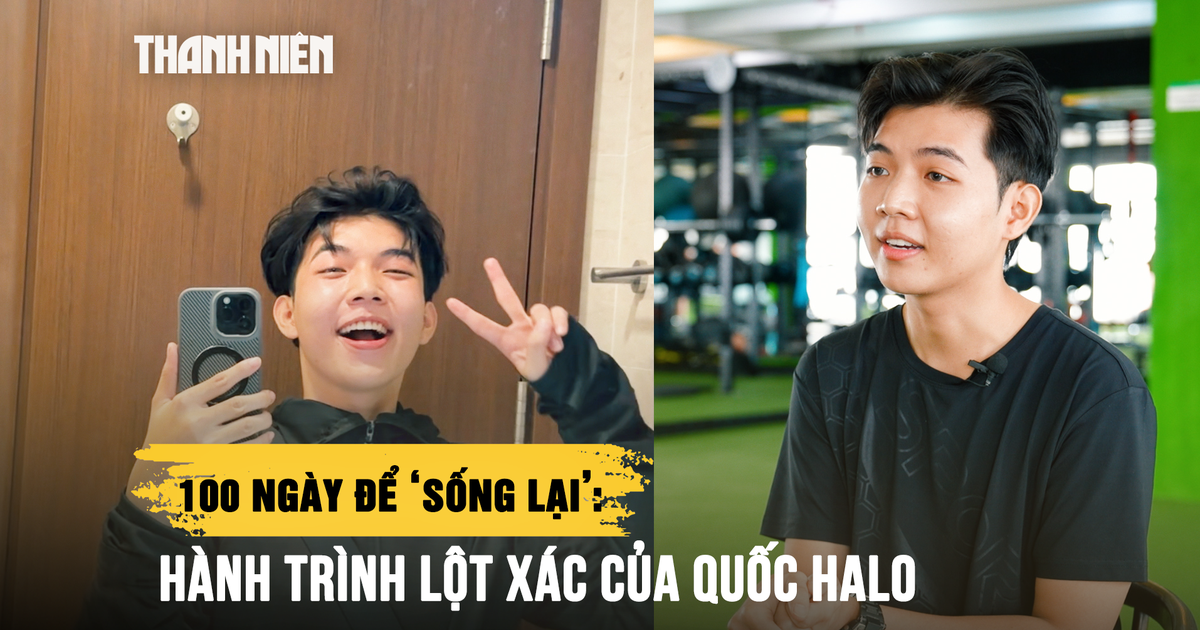 THANH NIÊN
100 NGÀY ĐỂ ‘SỐNG LẠI’:
HÀNH TRÌNH LỘT XÁC CỦA QUỐC HALO